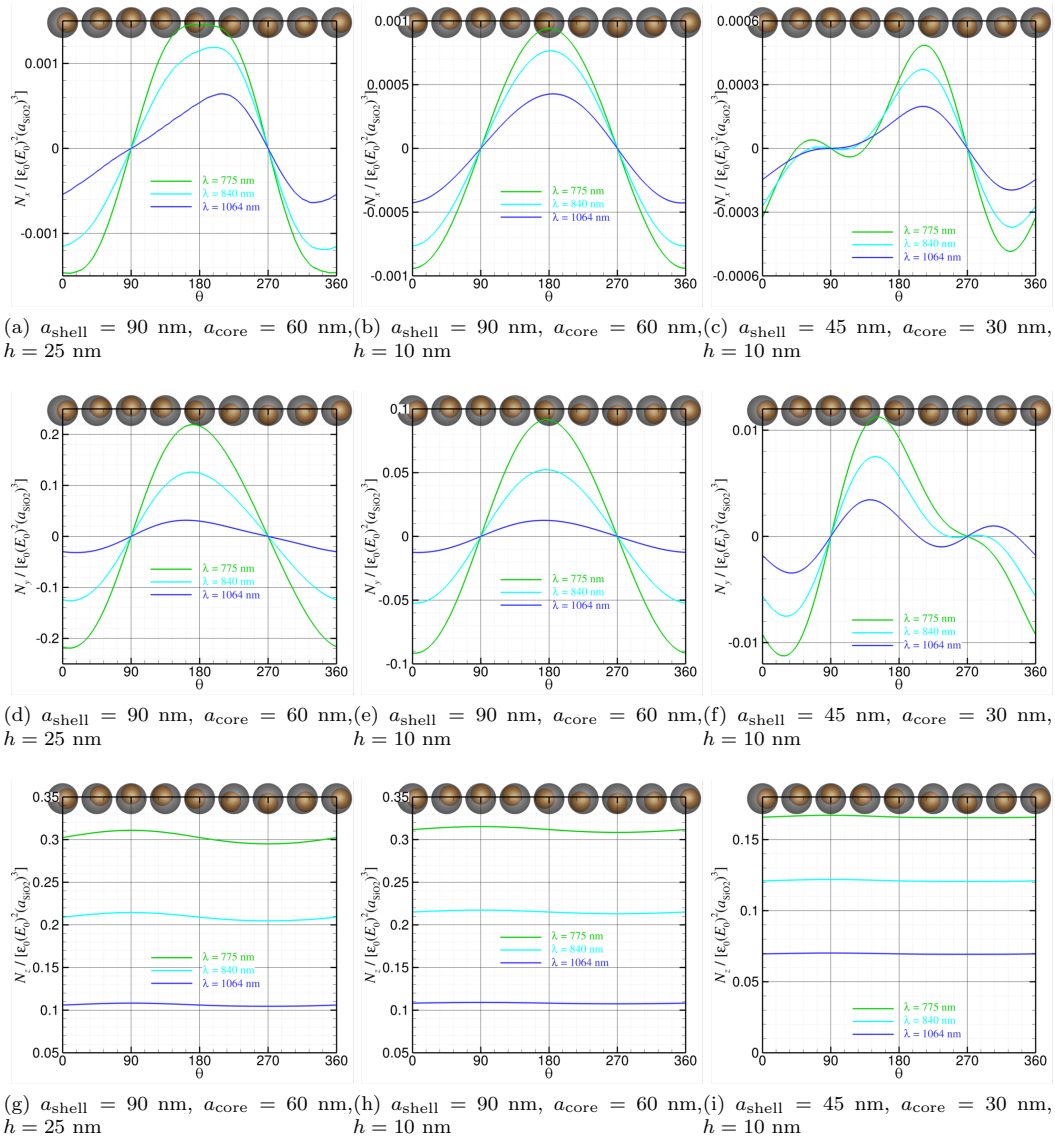 0.001
0
-0.001
N_x / [ε_0(E_0)^2(a_SiO2)^3]
λ = 775 nm
λ = 840 nm
λ = 1064 nm
0 90 180 270 360
θ
(a) a_shell = 90 nm, a_core = 60 nm,
h = 25 nm
0.001
0.0005
0
-0.0005
-0.001
N_x / [ε_0(E_0)^2(a_SiO2)^3]
λ = 775 nm
λ = 840 nm
λ = 1064 nm
0 90 180 270 360
θ
(b) a_shell = 90 nm, a_core = 60 nm,
h = 10 nm
0.0006
0.0003
0
-0.0003
-0.0006
N_x / [ε_0(E_0)^2(a_SiO2)^3]
λ = 775 nm
λ = 840 nm
λ = 1064 nm
0 90 180 270 360
θ
(c) a_shell = 45 nm, a_core = 30 nm,
h = 10 nm
0.2
0.1
0
-0.1
-0.2
N_y / [ε_0(E_0)^2(a_SiO2)^3]
λ = 775 nm
λ = 840 nm
λ = 1064 nm
0 90 180 270 360
θ
(d) a_shell = 90 nm, a_core = 60 nm,
h = 25 nm
0.1
0.05
0
-0.05
-0.1
N_y / [ε_0(E_0)^2(a_SiO2)^3]
λ = 775 nm
λ = 840 nm
λ = 1064 nm
0 90 180 270 360
θ
(e) a_shell = 90 nm, a_core = 60 nm,
h = 10 nm
0.01
0
-0.01
N_y / [ε_0(E_0)^2(a_SiO2)^3]
λ = 775 nm
λ = 840 nm
λ = 1064 nm
0 90 180 270 360
θ
(f) a_shell = 45 nm, a_core = 30 nm,
h = 10 nm
0.35
0.3
0.25
0.2
0.15
0.1
0.05
N_z / [ε_0(E_0)^2(a_SiO2)^3]
λ = 775 nm
λ = 840 nm
λ = 1064 nm
0 90 180 270 360
θ
(g) a_shell = 90 nm, a_core = 60 nm,
h = 25 nm
0.35
0.3
0.25
0.2
0.15
0.1
0.05
N_z / [ε_0(E_0)^2(a_SiO2)^3]
λ = 775 nm
λ = 840 nm
λ = 1064 nm
0 90 180 270 360
θ
(h) a_shell = 90 nm, a_core = 60 nm,
h = 10 nm
0.15
0.1
0.05
0
N_z / [ε_0(E_0)^2(a_SiO2)^3]
λ = 775 nm
λ = 840 nm
λ = 1064 nm
0 90 180 270 360
θ
(i) a_shell = 45 nm, a_core = 30 nm,
h = 10 nm